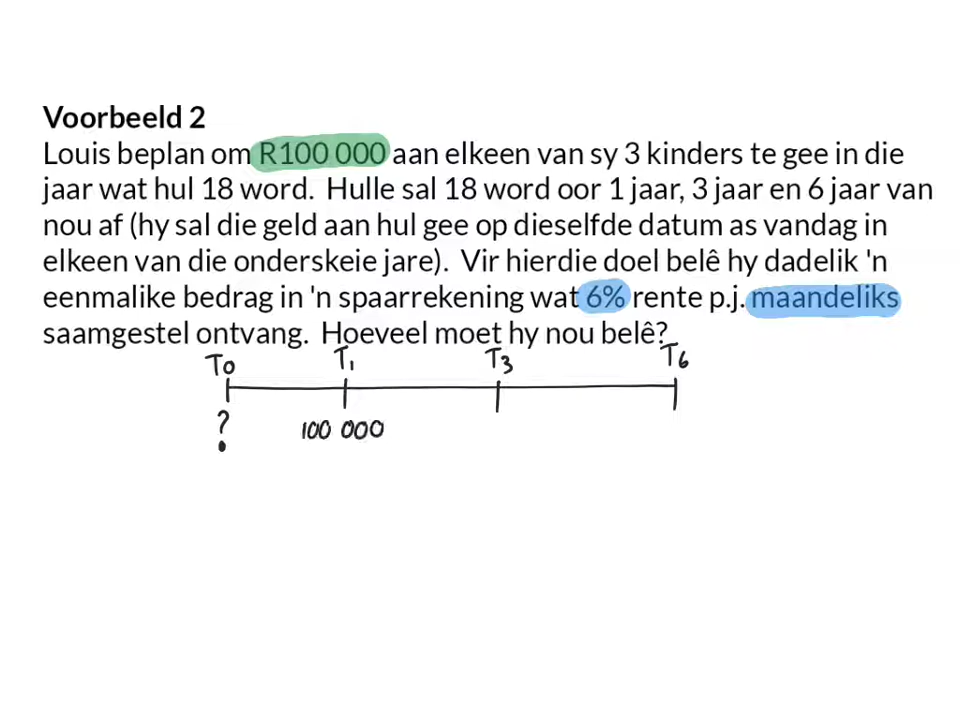 Voorbeeld 2
Louis beplan om R100 000 aan elkeen van sy 3 kinders te gee in die
jaar wat hul 18 word. Hulle sal 18 word oor 1 jaar, 3 jaar en 6 jaar van
nou af (hy sal die geld aan hul gee op dieselfde datum as vandag in
elkeen van die onderskeie jare). Vir hierdie doel belê hy dadelik 'n
eenmalike bedrag in 'n spaarrekening wat 6% rente p.j. maandeliks
saamgestel ontvang. Hoeveel moet hy nou belê?
T0 T1 T3 T6
? 100 000